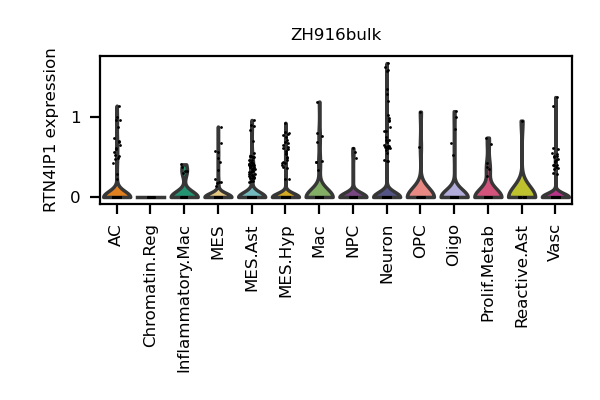 ZH916bulk
RTN4IP1 expression
1
0
AC
Chromatin.Reg
Inflammatory.Mac
MES
MES.Ast
MES.Hyp
Mac
NPC
Neuron
OPC
Oligo
Prolif.Metab
Reactive.Ast
Vasc